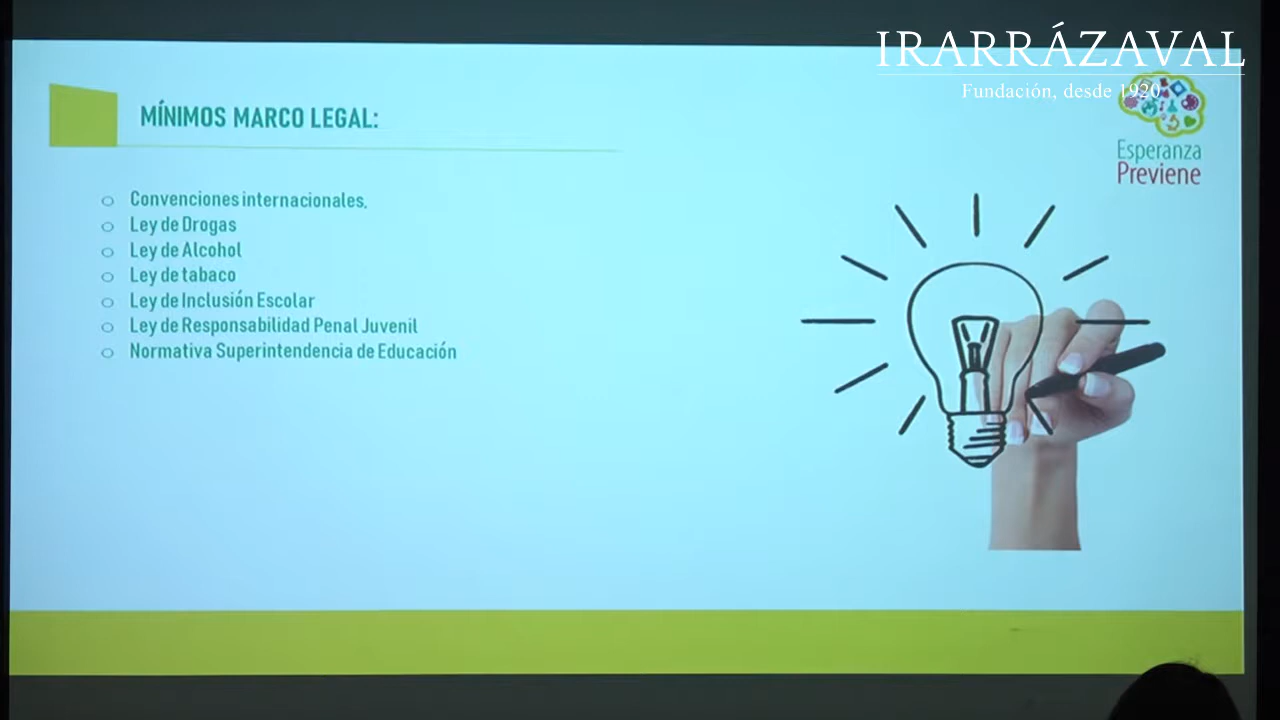 IRARRÁZAVAL
Fundación, desde 1920
MÍNIMOS MARCO LEGAL:
Esperanza
Previene
o Convenciones internacionales.
o Ley de Drogas
o Ley de Alcohol
o Ley de tabaco
o Ley de Inclusión Escolar
o Ley de Responsabilidad Penal Juvenil
o Normativa Superintendencia de Educación